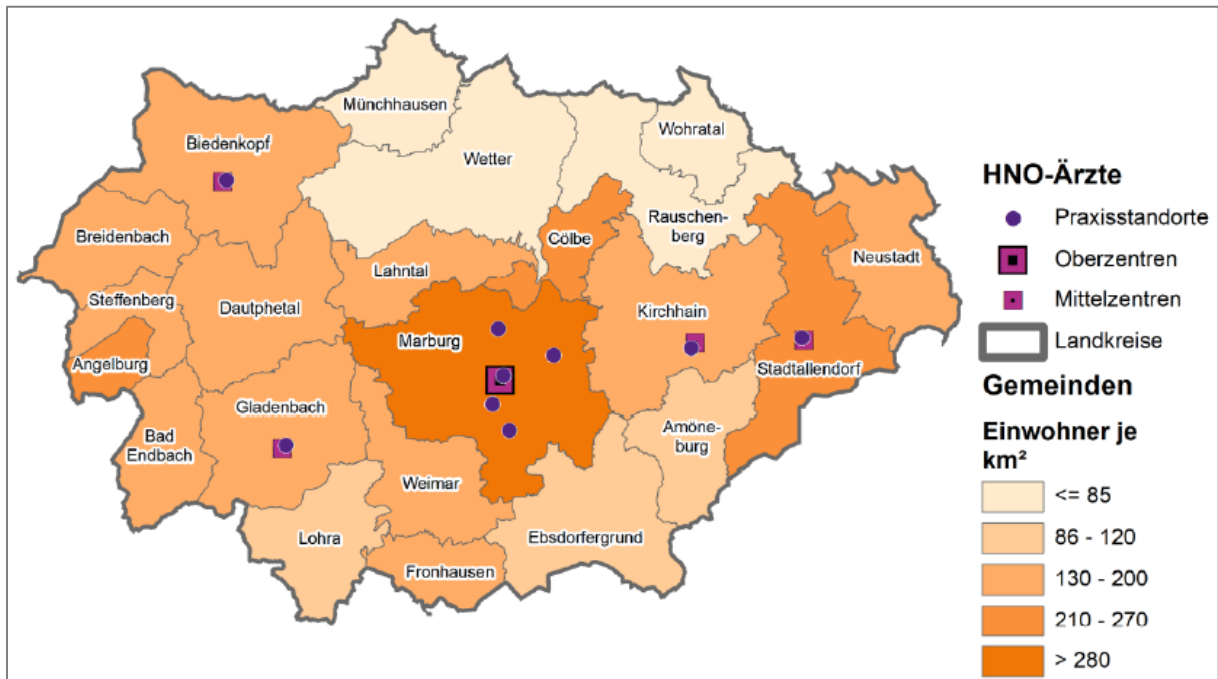 Münchhausen
Wohratal
Biedenkopf
Wetter
Rauschen-
berg
Breidenbach
Cölbe
Neustadt
Lahntal
Steffenberg
Dautphetal
Kirchhain
Marburg
Angelburg
Stadtallendorf
Gladenbach
Amöne-
burg
Bad
Endbach
Weimar
Lohra
Ebsdorfergrund
Fronhausen
HNO-Ärzte
Praxisstandorte
Oberzentren
Mittelzentren
Landkreise
Gemeinden
Einwohner je
km²
<= 85
86 - 120
130 - 200
210 - 270
> 280